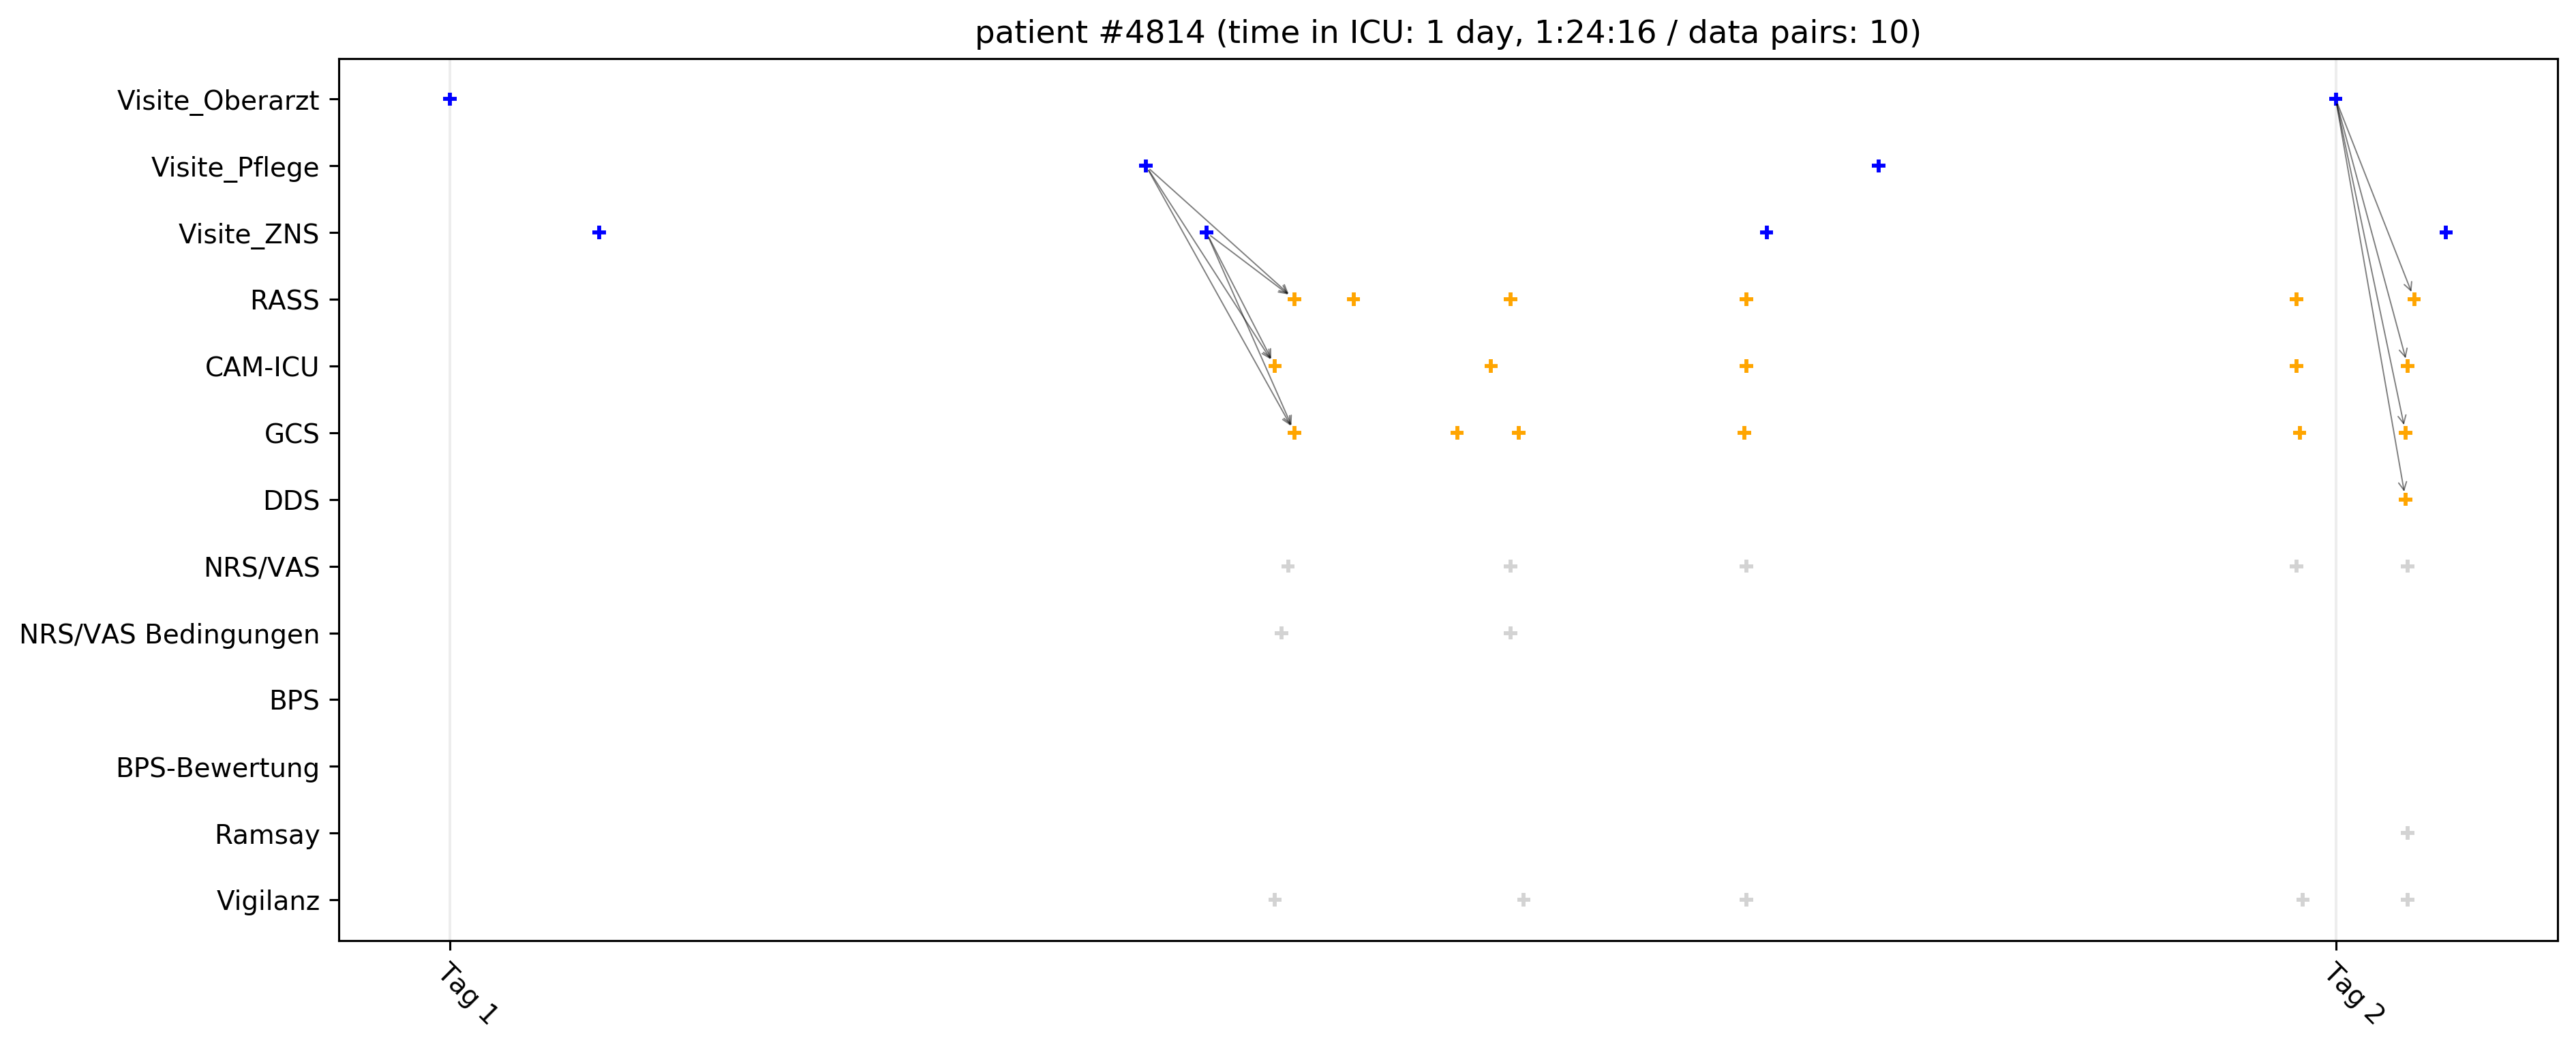 patient #4814 (time in ICU: 1 day, 1:24:16 / data pairs: 10)
Visite_Oberarzt
Visite_Pflege
Visite_ZNS
RASS
CAM-ICU
GCS
DDS
NRS/VAS
NRS/VAS Bedingungen
BPS
BPS-Bewertung
Ramsay
Vigilanz
Tag 1
Tag 2